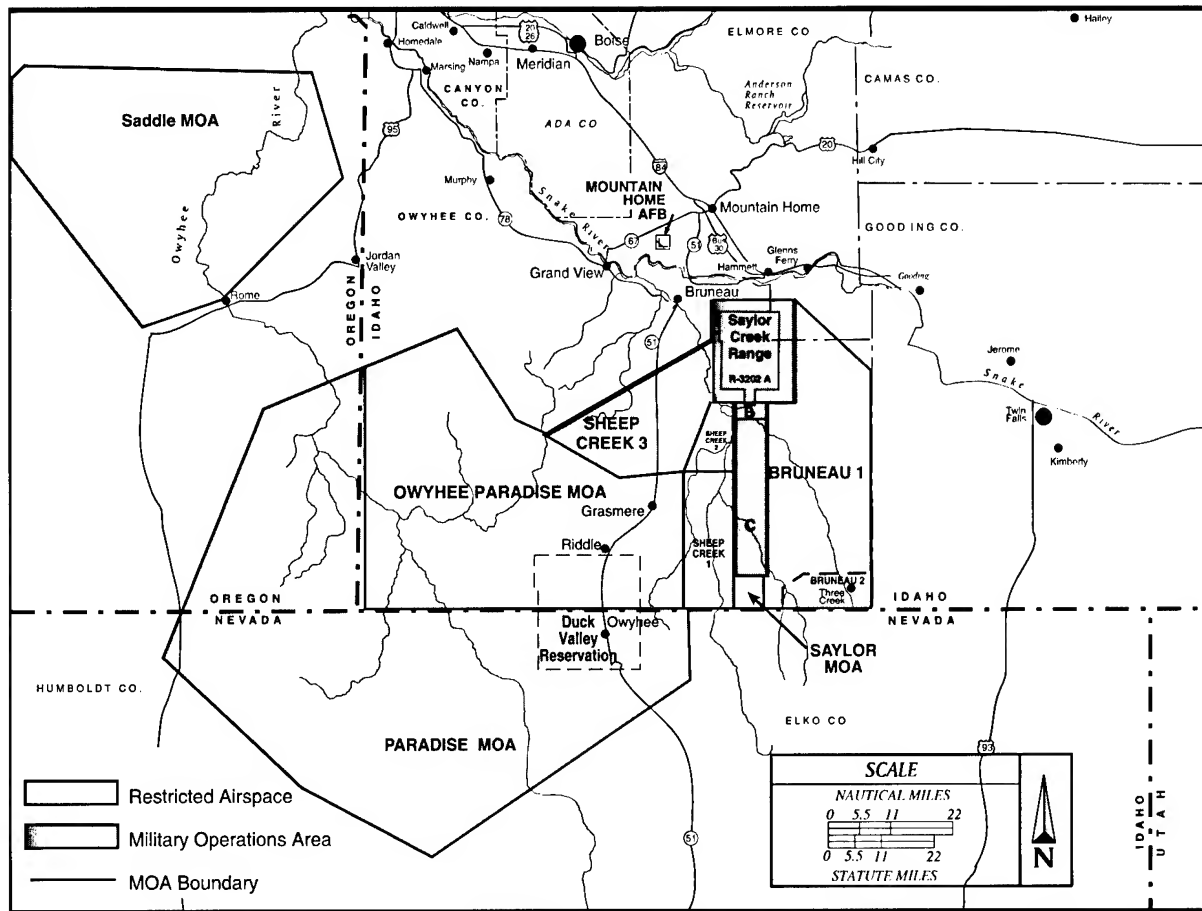 Hailey
Caldwell
20
26
Boise
ELMORE CO
Homedale
Nampa
Meridian
Marsing
CANYON
CO.
Anderson
Ranch
Reservoir
CAMAS CO.
Saddle MOA
River
Owyhee
95
ADA CO
20
Hill City
84
Murphy
MOUNTAIN
HOME
AFB
Mountain Home
OWYHEE CO.
78
Snake
River
67
51
30
GOODING CO.
Glenns
Ferry
Hammett
Jordan
Valley
Grand View
Gooding
Rome
OREGON
IDAHO
Bruneau
51
Saylor
Creek
Range
R-3202 A
Jerome
Snake
River
Twin
Falls
Kimberly
SHEEP
CREEK 3
B
SHEEP
CREEK
2
BRUNEAU 1
OWYHEE PARADISE MOA
Grasmere
C
Riddle
SHEEP
CREEK
1
BRUNEAU 2
Three
Creek
OREGON
NEVADA
IDAHO
NEVADA
Duck
Valley
Reservation
Owyhee
SAYLOR
MOA
HUMBOLDT CO.
ELKO CO
PARADISE MOA
93
51
Restricted Airspace
Military Operations Area
MOA Boundary
SCALE
NAUTICAL MILES
0 5.5 11 22
0 5.5 11 22
STATUTE MILES
N
IDAHO
UTAH